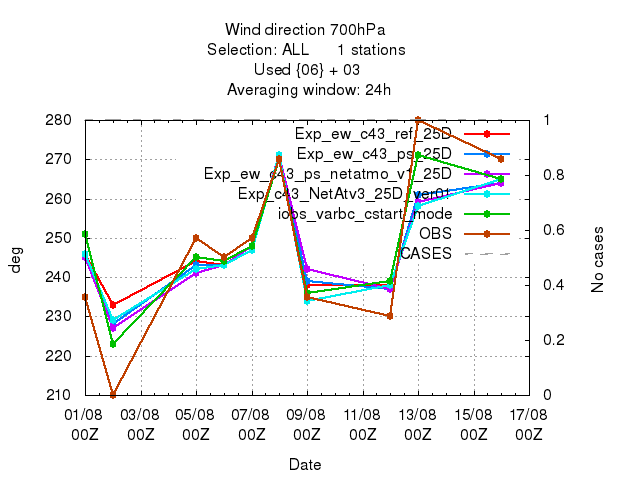 Wind direction 700hPa
Selection: ALL 1 stations
Used {06} + 03
Averaging window: 24h
280 1
Exp_ew_c43_ref_25D
Exp_ew_c43_ps_25D
270
Exp_ew_c43_ps_netatmo_v1_25D
0.8
Exp_c43_NetAtv3_25D_ver01
260
iobs_varbc_cstart_mode
OBS
0.6
250
CASES
deg
No cases
240
0.4
230
0.2
220
210 0
01/08 03/08 05/08 07/08 09/08 11/08 13/08 15/08 17/08
00Z 00Z 00Z 00Z 00Z 00Z 00Z 00Z 00Z
Date